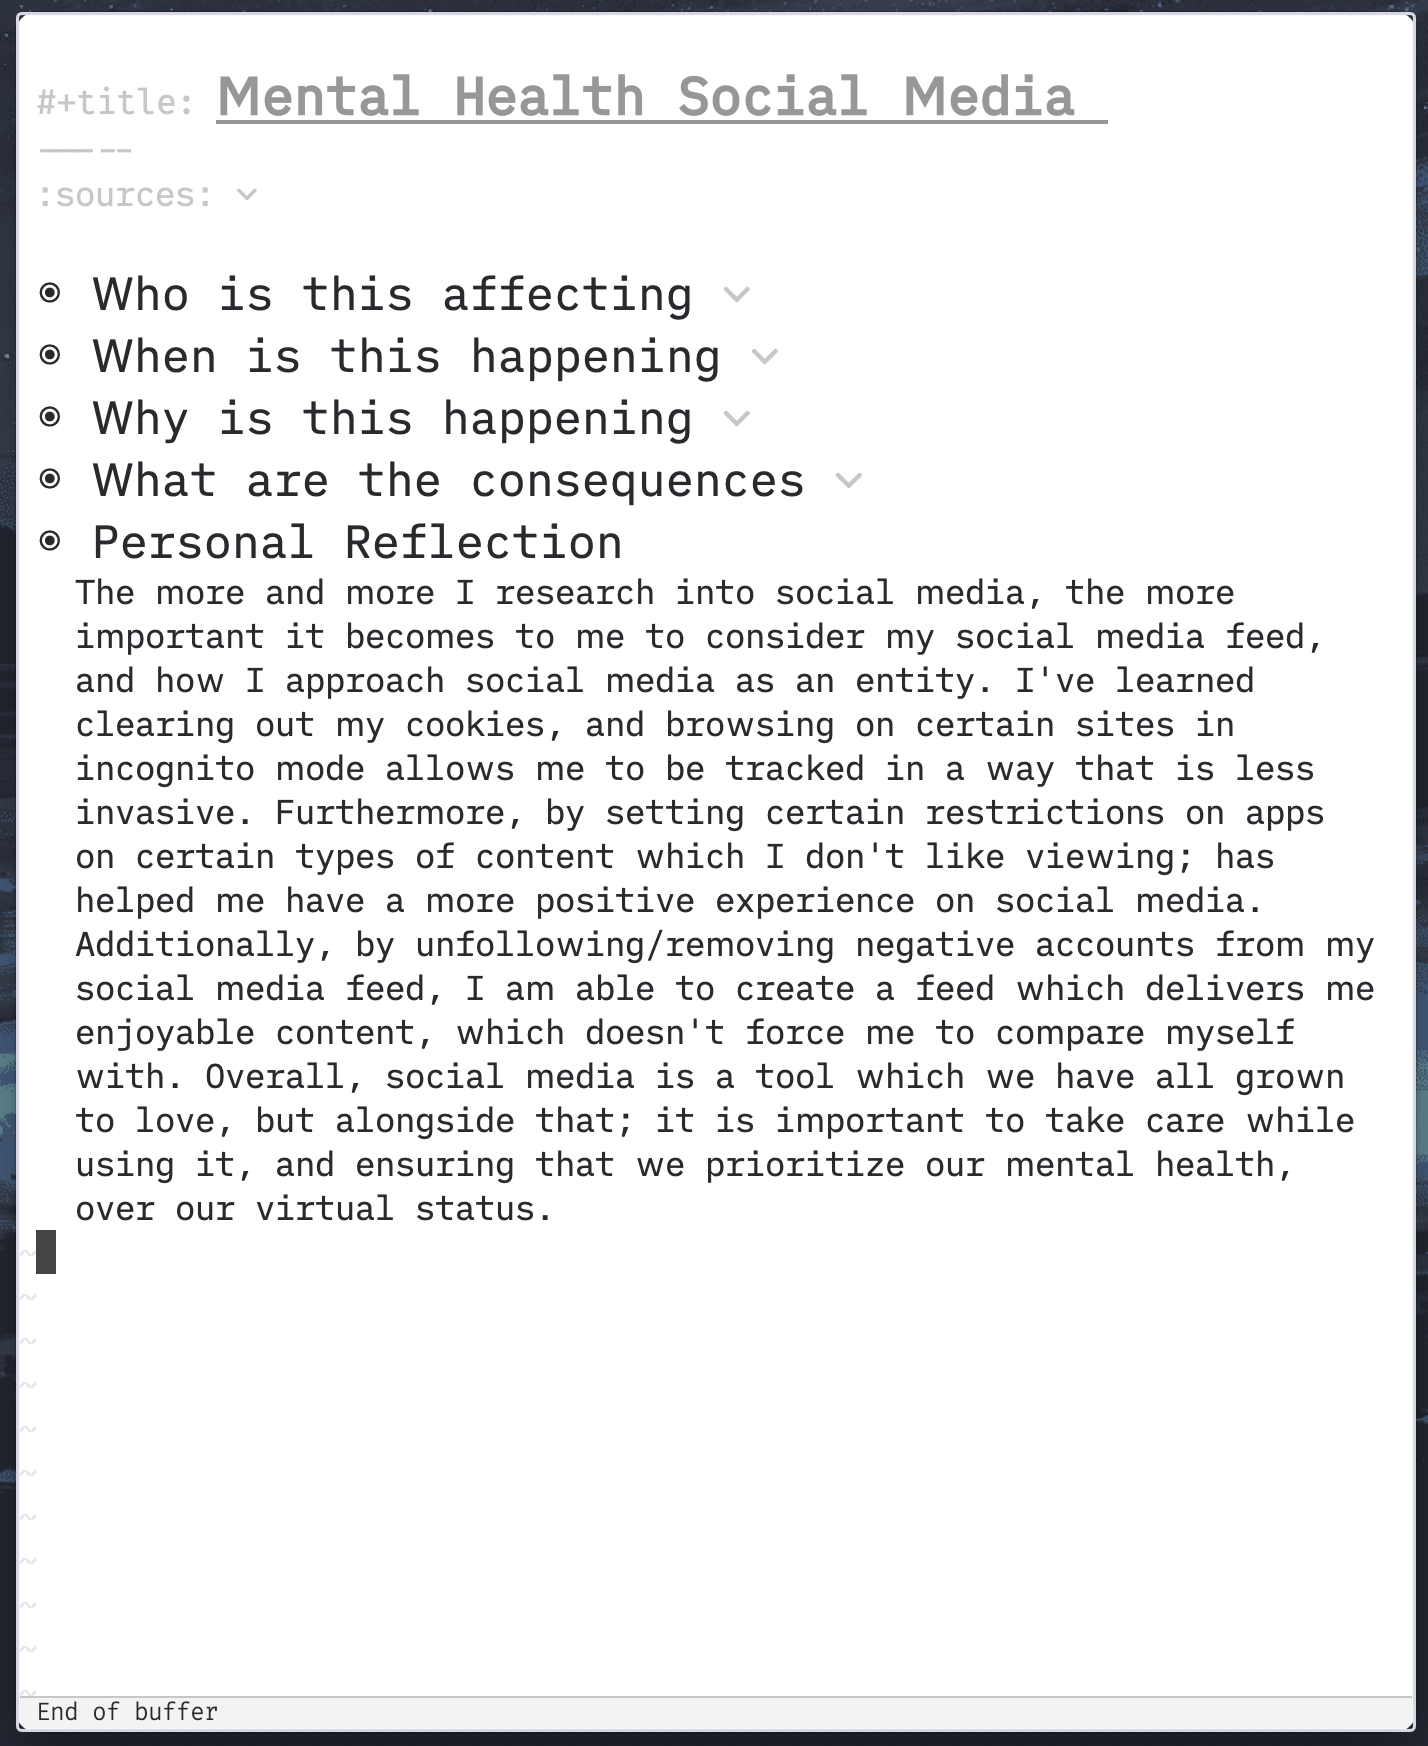 #+title: Mental Health Social Media
:sources:
Who is this affecting
When is this happening
Why is this happening
What are the consequences
Personal Reflection
The more and more I research into social media, the more
important it becomes to me to consider my social media feed,
and how I approach social media as an entity. I've learned
clearing out my cookies, and browsing on certain sites in
incognito mode allows me to be tracked in a way that is less
invasive. Furthermore, by setting certain restrictions on apps
on certain types of content which I don't like viewing; has
helped me have a more positive experience on social media.
Additionally, by unfollowing/removing negative accounts from my
social media feed, I am able to create a feed which delivers me
enjoyable content, which doesn't force me to compare myself
with. Overall, social media is a tool which we have all grown
to love, but alongside that; it is important to take care while
using it, and ensuring that we prioritize our mental health,
over our virtual status.
End of buffer